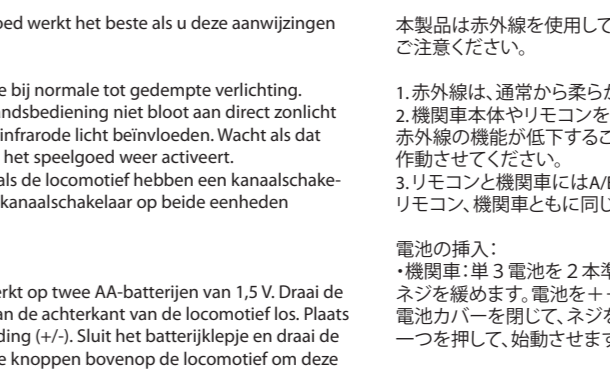 oed werkt het beste als u deze aanwijzingen
e bij normale tot gedempte verlichting.
andsbediening niet bloot aan direct zonlicht
infrarode licht beïnvloeden. Wacht als dat
het speelgoed weer activeert.
als de locomotief hebben een kanaalschake-
kanaalschakelaar op beide eenheden
erkt op twee AA-batterijen van 1,5 V. Draai de
an de achterkant van de locomotief los. Plaats
ding (+/-). Sluit het batterijklepje en draai de
e knoppen bovenop de locomotief om deze
本製品は赤外線を使用して
ご注意ください。
1. 赤外線は、通常から柔らか
2. 機関車本体やリモコンを
赤外線の機能が低下するこ
作動させてください。
3. リモコンと機関車にはA/B
リモコン、機関車ともに同じ
電池の挿入：
・機関車：単３電池を２本準
ネジを緩めます。電池を＋－
電池カバーを閉じて、ネジを
一つを押して、始動させます